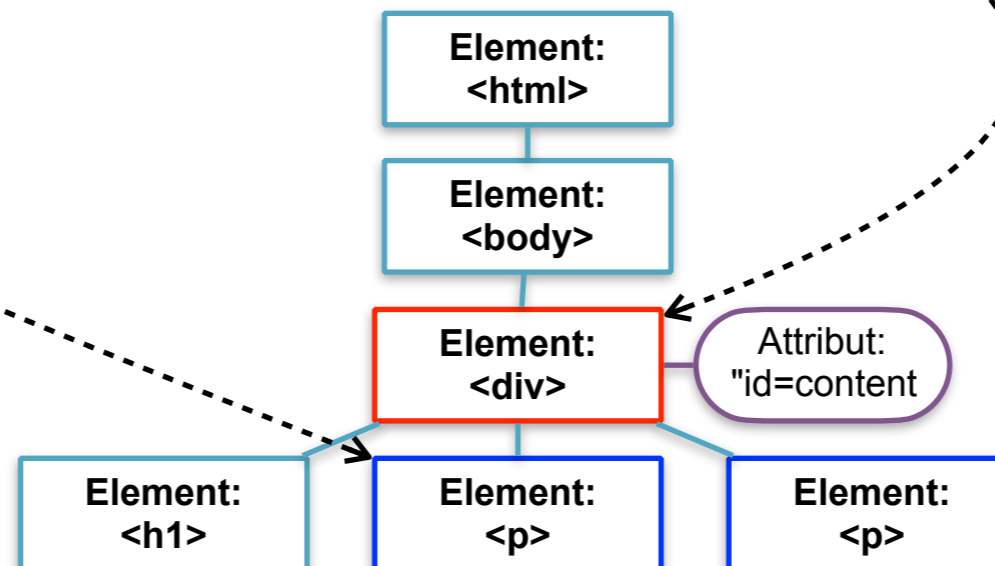 Element:
<html>
Element:
<body>
Element:
<div>
Attribut:
"id=content
Element:
<h1>
Element:
<p>
Element:
<p>